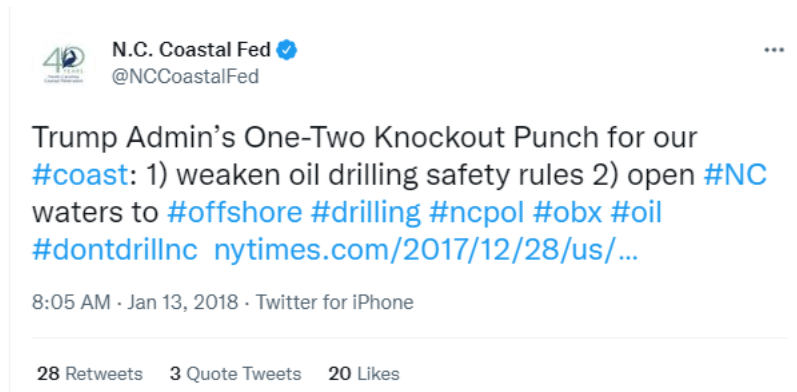 40
YEARS
N.C. Coastal Fed
@NCCoastalFed
Trump Admin’s One-Two Knockout Punch for our
#coast: 1) weaken oil drilling safety rules 2) open #NC
waters to #offshore #drilling #ncpol #obx #oil
#dontdrillnc nytimes.com/2017/12/28/us/…
8:05 AM · Jan 13, 2018 · Twitter for iPhone
28 Retweets 3 Quote Tweets 20 Likes